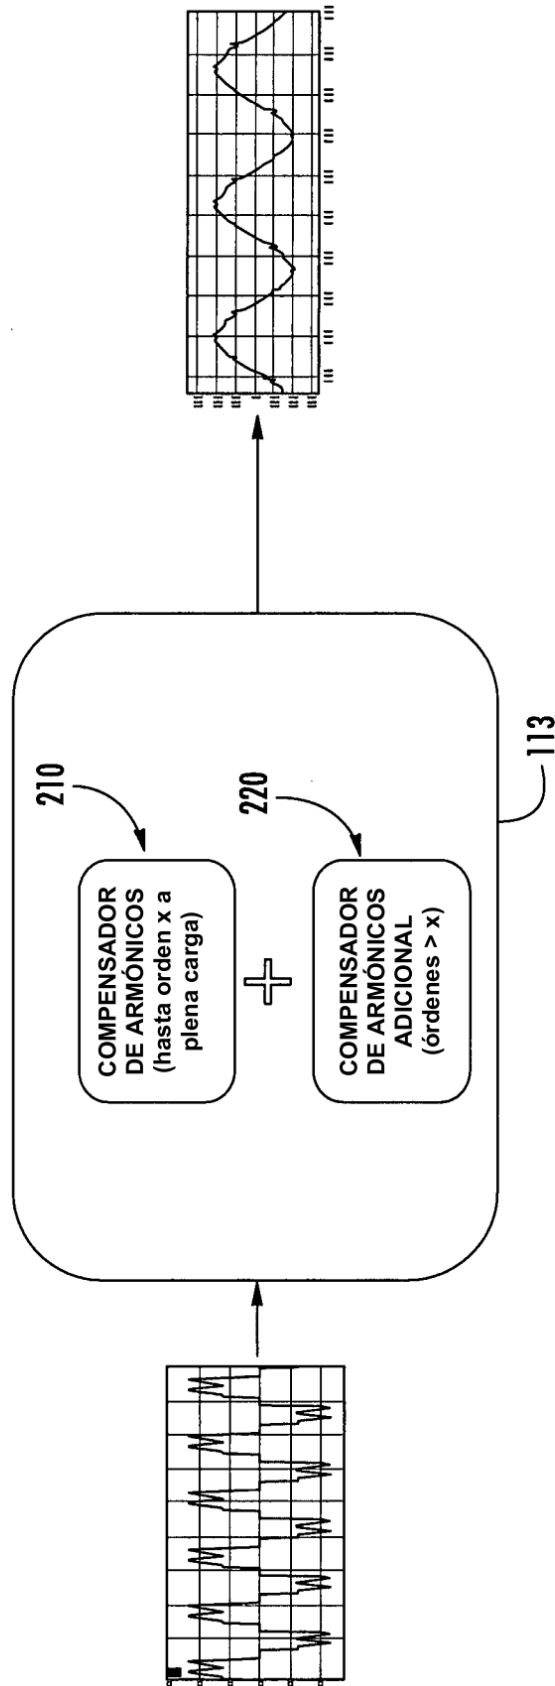 210
COMPENSADOR
DE ARMÓNICOS
(hasta orden x a
plena carga)
220
COMPENSADOR
DE ARMÓNICOS
ADICIONAL
(órdenes > x)
113